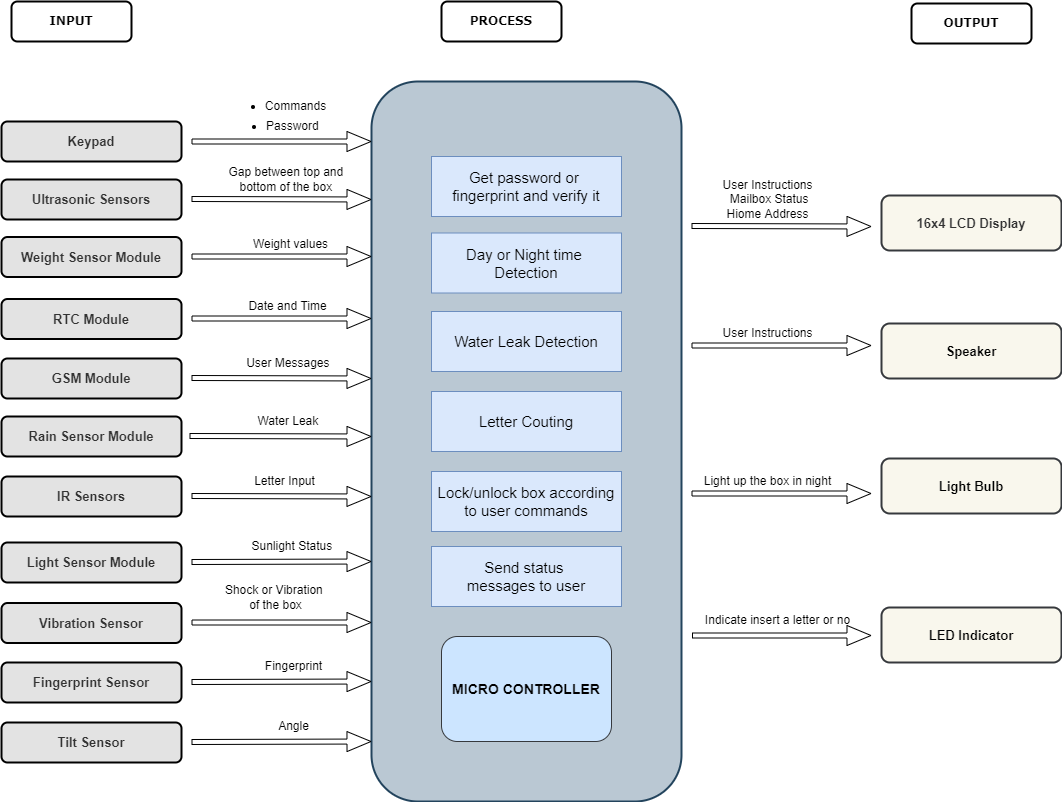 INPUT
PROCESS
OUTPUT
Commands
Password
Keypad
Gap between top and
bottom of the box
Ultrasonic Sensors
Weight values
Weight Sensor Module
Date and Time
RTC Module
User Messages
GSM Module
Water Leak
Rain Sensor Module
Letter Input
IR Sensors
Sunlight Status
Light Sensor Module
Shock or Vibration
of the box
Vibration Sensor
Fingerprint
Fingerprint Sensor
Angle
Tilt Sensor
Get password or
fingerprint and verify it
Day or Night time
Detection
Water Leak Detection
Letter Couting
Lock/unlock box according
to user commands
Send status
messages to user
MICRO CONTROLLER
User Instructions
Mailbox Status
Hiome Address
16x4 LCD Display
User Instructions
Speaker
Light up the box in night
Light Bulb
Indicate insert a letter or no
LED Indicator